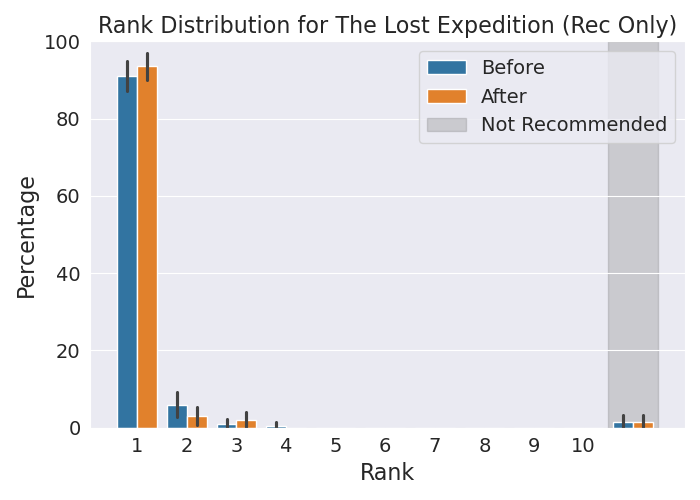 Rank Distribution for The Lost Expedition (Rec Only)
100
80
60
40
20
0
Percentage
Before
After
Not Recommended
1 2 3 4 5 6 7 8 9 10
Rank